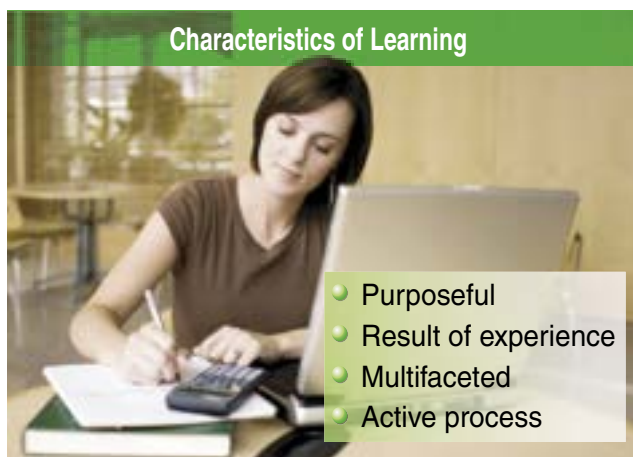 Characteristics of Learning
Purposeful
Result of experience
Multifaceted
Active process